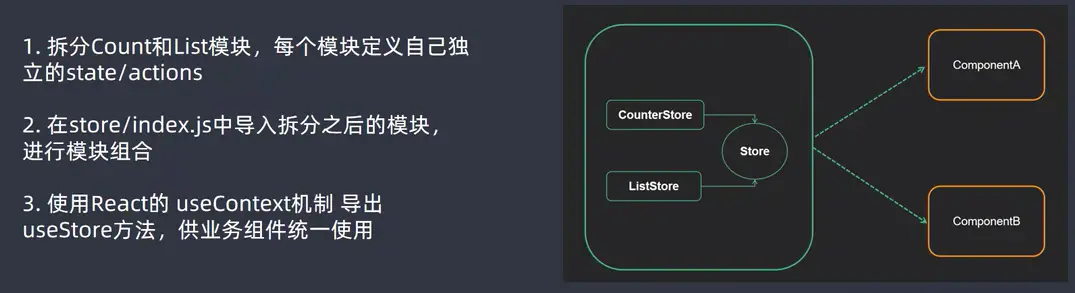 1. 拆分Count和List模块，每个模块定义自己独
立的state/actions
2. 在store/index.js中导入拆分之后的模块，
进行模块组合
3. 使用React的 useContext机制 导出
useStore方法，供业务组件统一使用
CounterStore
Store
ListStore
ComponentA
ComponentB